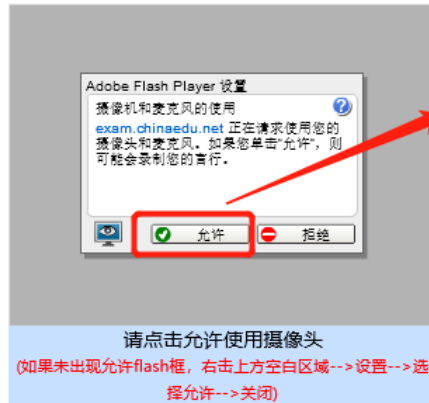 Adobe Flash Player 设置
摄像机和麦克风的使用
exam.chinaedu.net 正在请求使用您的
摄像头和麦克风。如果您单击“允许”，则
可能会录制您的言行。
允许 拒绝
请点击允许使用摄像头
(如果未出现允许flash框，右击上方空白区域-->设置-->选
择允许-->关闭)